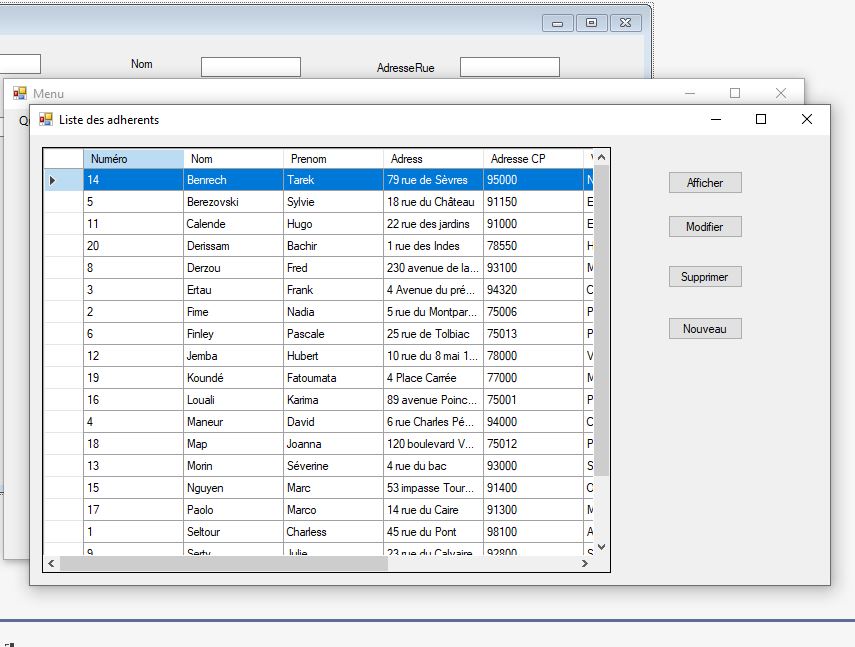 Nom AdresseRue
Menu
Liste des adherents
Numéro Nom Prenom Adress Adresse CP
14 Benrech Tarek 79 rue de Sèvres 95000 N
5 Berezovski Sylvie 18 rue du Château 91150 E
11 Calende Hugo 22 rue des jardins 91000 E
20 Derissam Bachir 1 rue des Indes 78550 H
8 Derzou Fred 230 avenue de la... 93100 M
3 Ertau Frank 4 Avenue du pré... 94320 C
2 Fime Nadia 5 rue du Montpar... 75006 P
6 Finley Pascale 25 rue de Tolbiac 75013 P
12 Jemba Hubert 10 rue du 8 mai 1... 78000 V
19 Koundé Fatoumata 4 Place Carrée 77000 M
16 Louali Karima 89 avenue Poinc... 75001 P
4 Maneur David 6 rue Charles Pé... 94000 C
18 Map Joanna 120 boulevard V... 75012 P
13 Morin Séverine 4 rue du bac 93000 S
15 Nguyen Marc 53 impasse Tour... 91400 O
17 Paolo Marco 14 rue du Caire 91300 M
1 Seltour Charless 45 rue du Pont 98100 A
9 Serty Julie 23 rue du Calvaire 92800 S
Afficher
Modifier
Supprimer
Nouveau